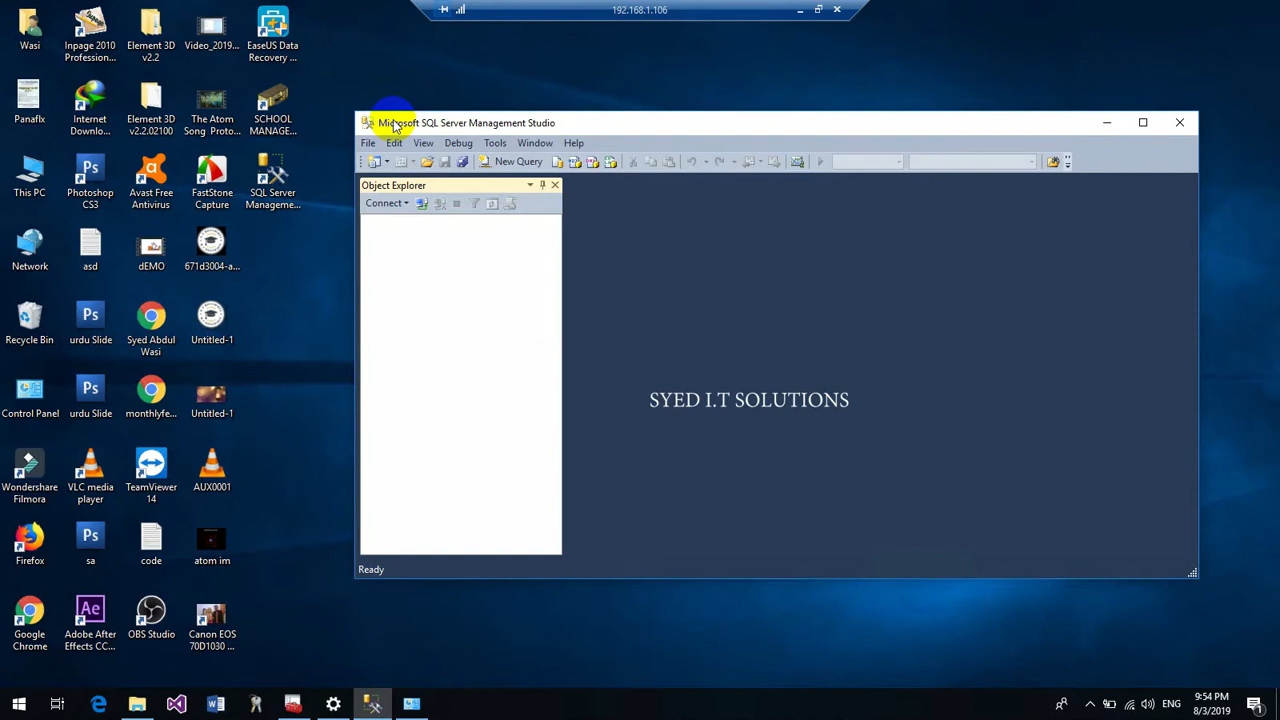 192.168.1.106
Wasi
Inpage 2010
Profession...
Element 3D
v2.2
Video_2019...
EaseUS Data
Recovery ...
Panaflx
Internet
Downlo...
Element 3D
v2.2.02100
The Atom
Song Proto...
SCHOOL
MANAGE...
This PC
Photoshop
CS3
Avast Free
Antivirus
FastStone
Capture
SQL Server
Manageme...
Network
asd
dEMO
671d3004-a...
Recycle Bin
urdu Slide
Syed Abdul
Wasi
Untitled-1
Control Panel
urdu Slide
monthlyfe...
Untitled-1
Wondershare
Filmora
VLC media
player
TeamViewer
14
AUX0001
Firefox
sa
code
atom im
Google
Chrome
Adobe After
Effects CC...
OBS Studio
Canon EOS
70D1030 ...
Microsoft SQL Server Management Studio
File Edit View Debug Tools Window Help
New Query
Object Explorer
Connect
SYED I.T SOLUTIONS
Ready
ENG
9:54 PM
8/3/2019
1